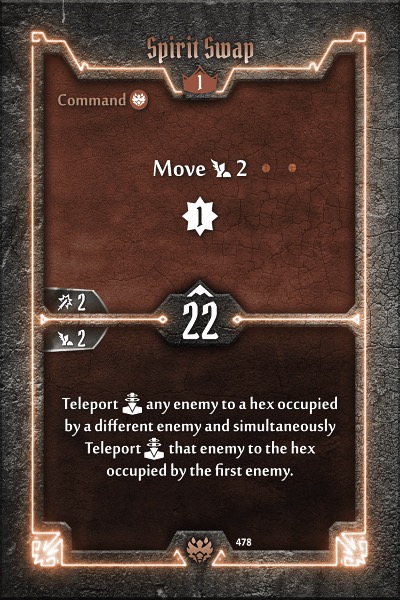 Spirit Swap
1
Command
Move 2
1
2
22
2
Teleport any enemy to a hex occupied
by a different enemy and simultaneously
Teleport that enemy to the hex
occupied by the first enemy.
478